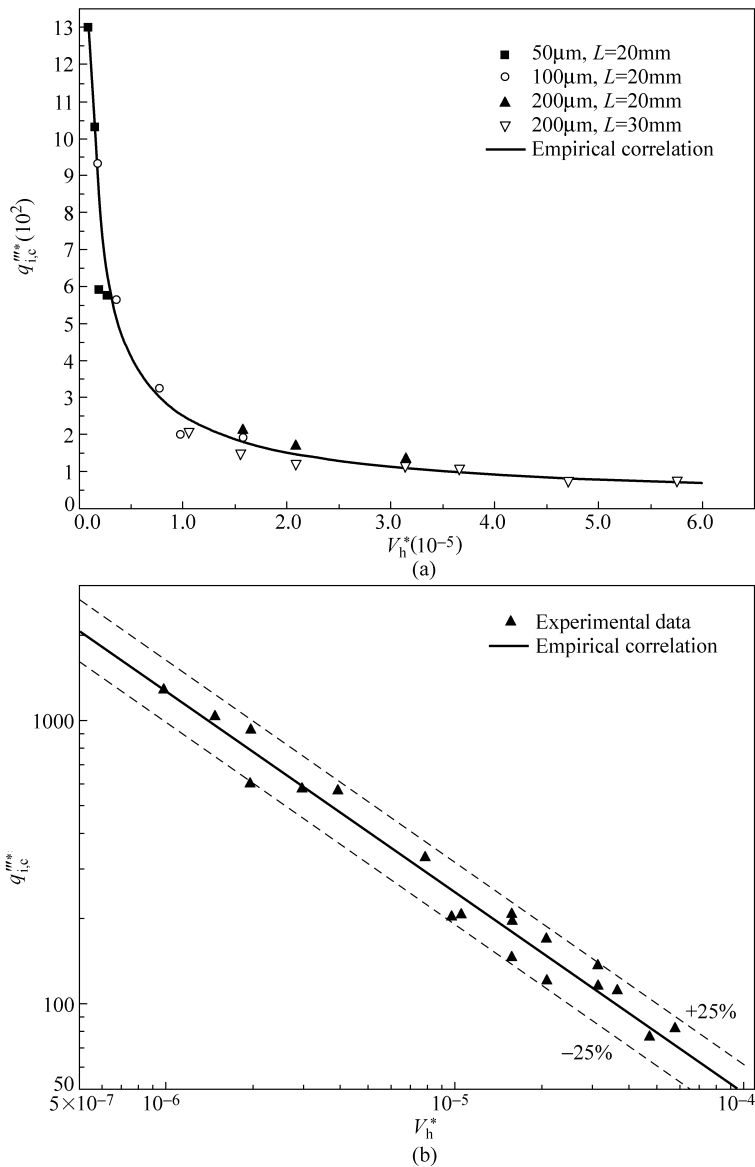 13
12
11
10
9
8
7
6
5
4
3
2
1
0
q'''*i,c (10²)
50μm, L=20mm
100μm, L=20mm
200μm, L=20mm
200μm, L=30mm
Empirical correlation
0.0 1.0 2.0 3.0 4.0 5.0 6.0
V*h (10⁻⁵)
(a)
Experimental data
Empirical correlation
1000
q'''*i,c
100
50
+25%
−25%
5×10⁻⁷ 10⁻⁶ 10⁻⁵ 10⁻⁴
V*h
(b)